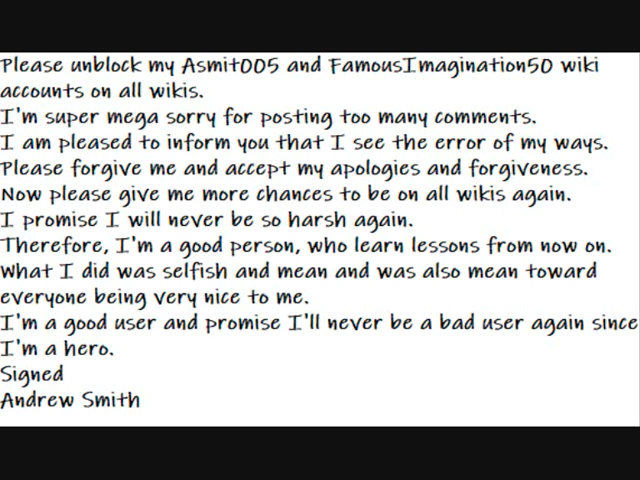 Please unblock my Asmit005 and FamousImagination50 wiki
accounts on all wikis.
I'm super mega sorry for posting too many comments.
I am pleased to inform you that I see the error of my ways.
Please forgive me and accept my apologies and forgiveness.
Now please give me more chances to be on all wikis again.
I promise I will never be so harsh again.
Therefore, I'm a good person, who learn lessons from now on.
What I did was selfish and mean and was also mean toward
everyone being very nice to me.
I'm a good user and promise I'll never be a bad user again since
I'm a hero.
Signed
Andrew Smith